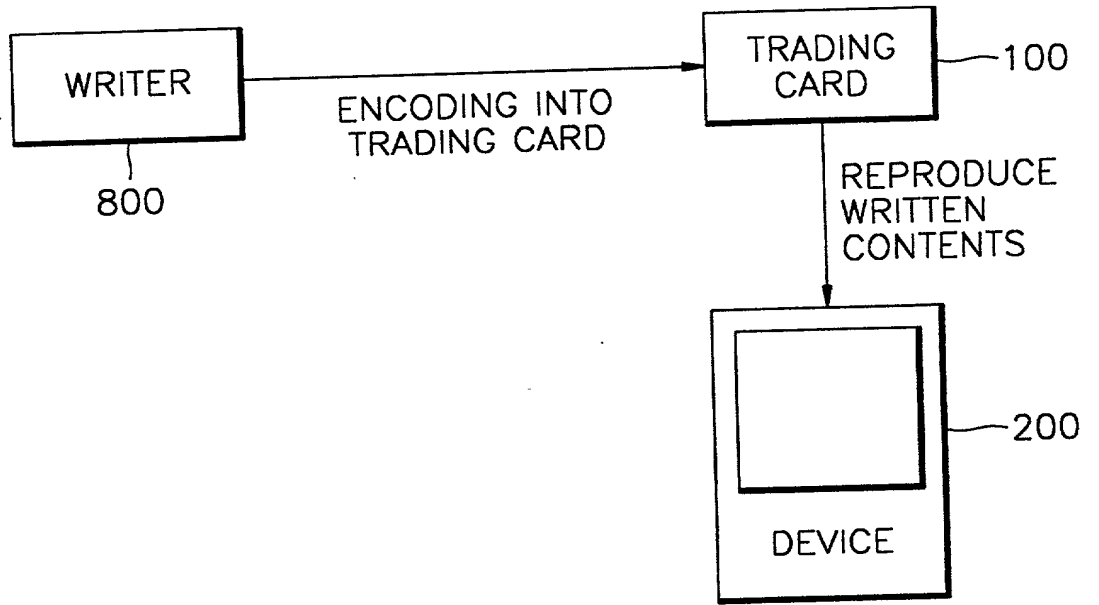 WRITER
800
ENCODING INTO
TRADING CARD
TRADING
CARD
100
REPRODUCE
WRITTEN
CONTENTS
200
DEVICE